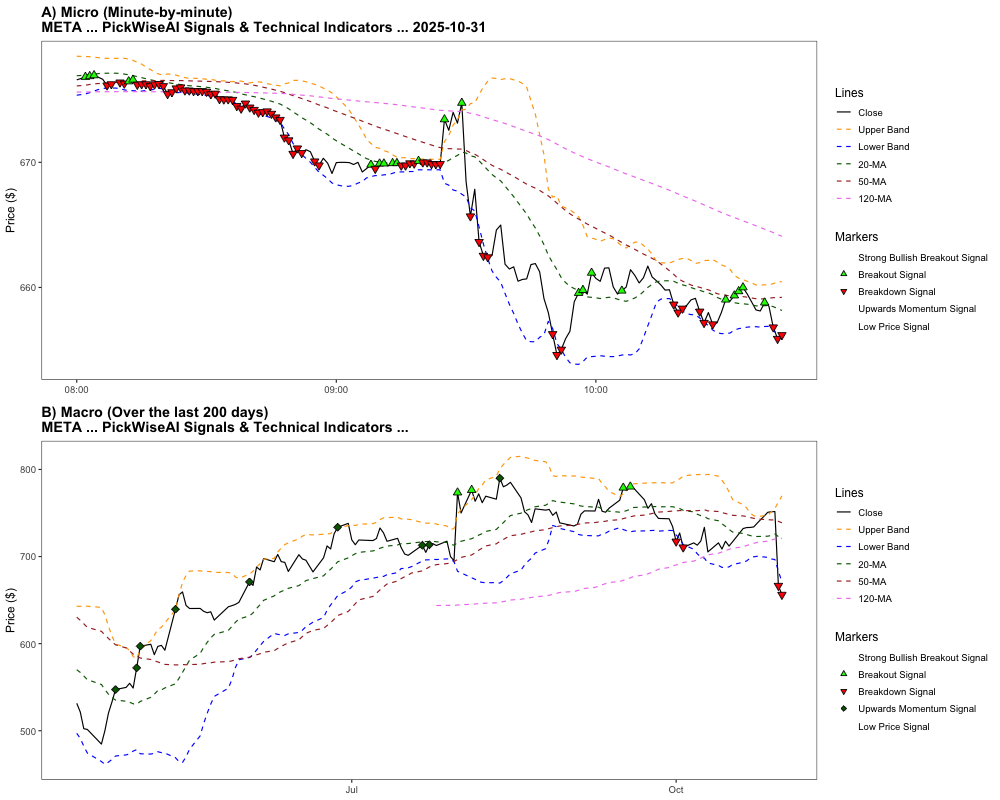 A) Micro (Minute-by-minute)
META ... PickWiseAI Signals & Technical Indicators ... 2025-10-31
Price ($)
670
660
08:00
09:00
10:00
Lines
Close
Upper Band
Lower Band
20-MA
50-MA
120-MA
Markers
Strong Bullish Breakout Signal
Breakout Signal
Breakdown Signal
Upwards Momentum Signal
Low Price Signal
B) Macro (Over the last 200 days)
META ... PickWiseAI Signals & Technical Indicators ...
Price ($)
800
700
600
500
Jul
Oct
Lines
Close
Upper Band
Lower Band
20-MA
50-MA
120-MA
Markers
Strong Bullish Breakout Signal
Breakout Signal
Breakdown Signal
Upwards Momentum Signal
Low Price Signal